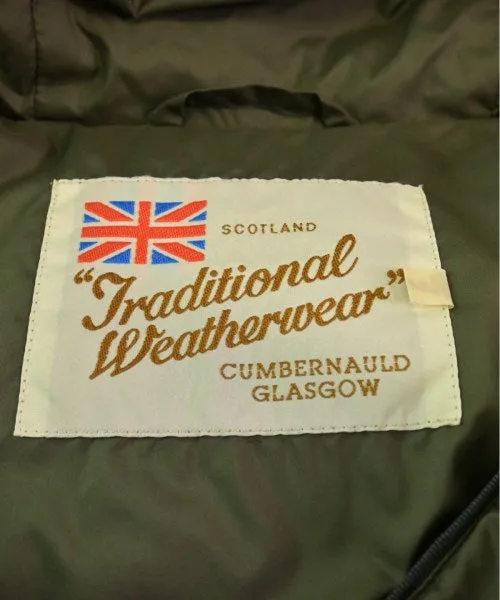 SCOTLAND
"Traditional
Weatherwear"
CUMBERNAULD
GLASGOW